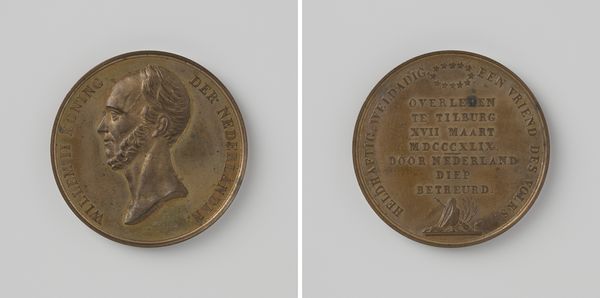 WILLEM II KONING DER NEDERLANDEN.
HELDHAFTIG, WELDADIG, EEN VRIEND DES VOLKS.
OVERLEDEN
TE TILBURG
XVII MAART
MDCCCXLIX.
DOOR NEDERLAND
DIEP
BETREURD.